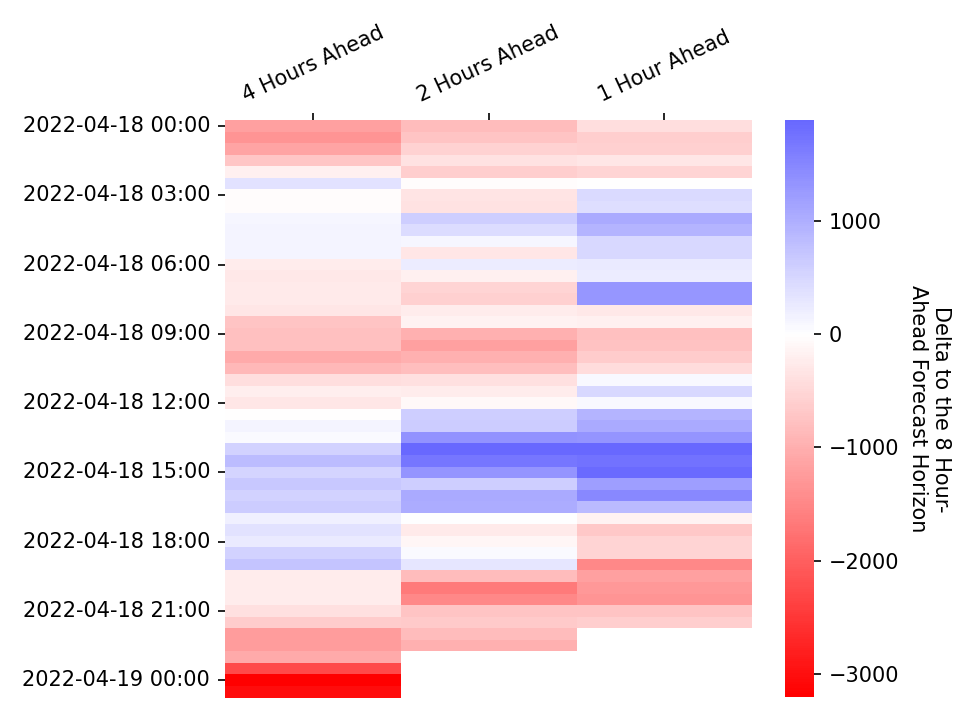 4 Hours Ahead
2 Hours Ahead
1 Hour Ahead
2022-04-18 00:00
2022-04-18 03:00
2022-04-18 06:00
2022-04-18 09:00
2022-04-18 12:00
2022-04-18 15:00
2022-04-18 18:00
2022-04-18 21:00
2022-04-19 00:00
1000
0
−1000
−2000
−3000
Delta to the 8 Hour-
Ahead Forecast Horizon